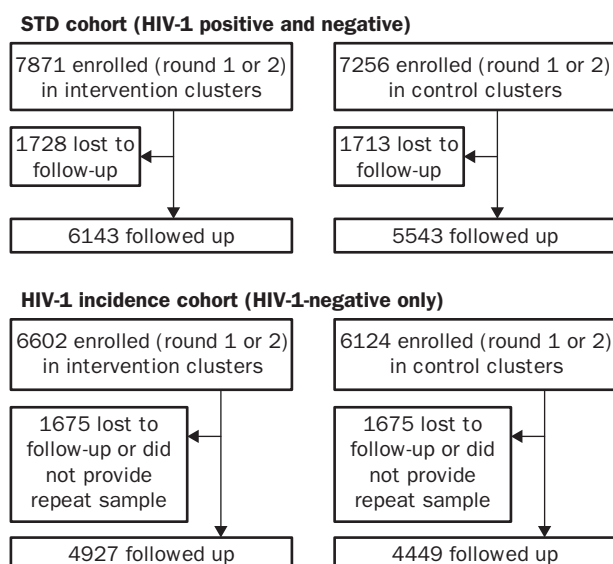 STD cohort (HIV-1 positive and negative)
7871 enrolled (round 1 or 2)
in intervention clusters
1728 lost to
follow-up
6143 followed up
7256 enrolled (round 1 or 2)
in control clusters
1713 lost to
follow-up
5543 followed up
HIV-1 incidence cohort (HIV-1-negative only)
6602 enrolled (round 1 or 2)
in intervention clusters
1675 lost to
follow-up or did
not provide
repeat sample
4927 followed up
6124 enrolled (round 1 or 2)
in control clusters
1675 lost to
follow-up or did
not provide
repeat sample
4449 followed up